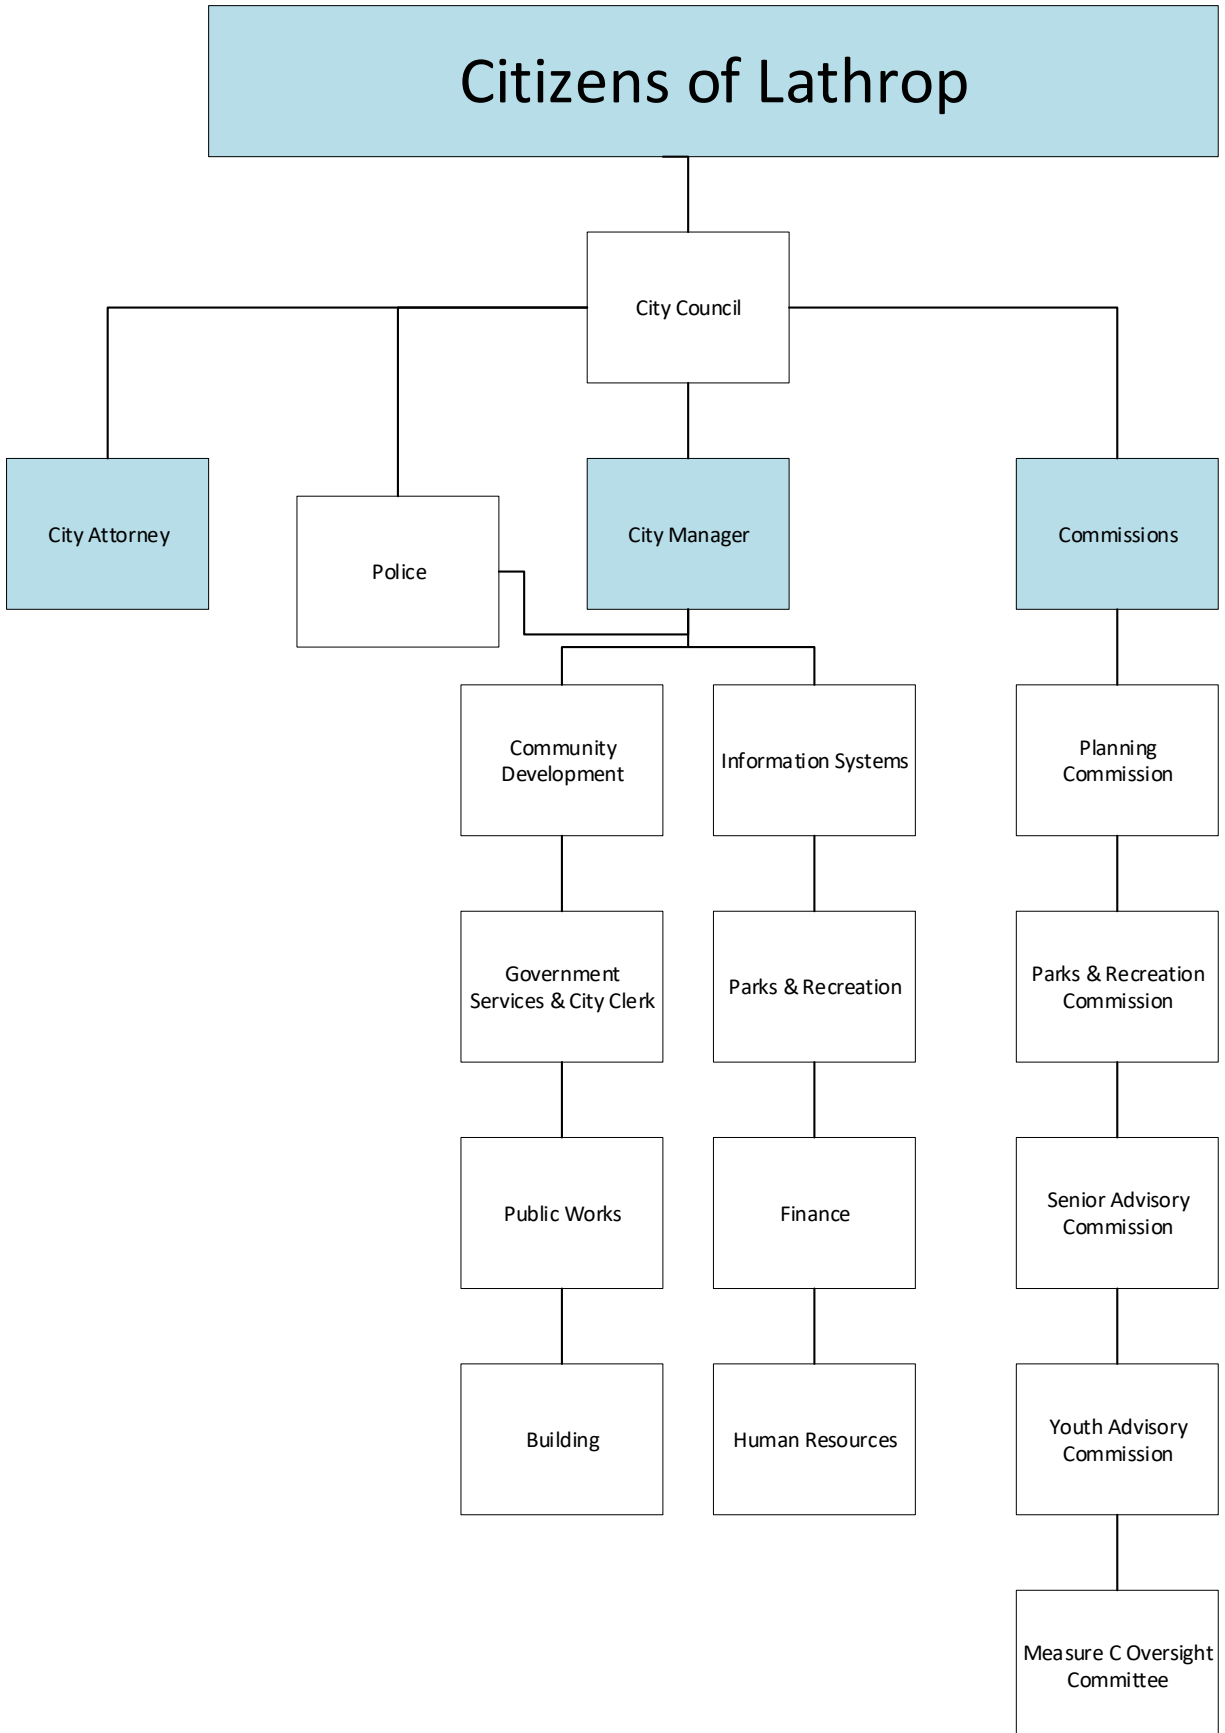 Citizens of Lathrop
City Council
City Attorney
Police
City Manager
Commissions
Community
Development
Information Systems
Planning
Commission
Government
Services & City Clerk
Parks & Recreation
Parks & Recreation
Commission
Public Works
Finance
Senior Advisory
Commission
Building
Human Resources
Youth Advisory
Commission
Measure C Oversight
Committee